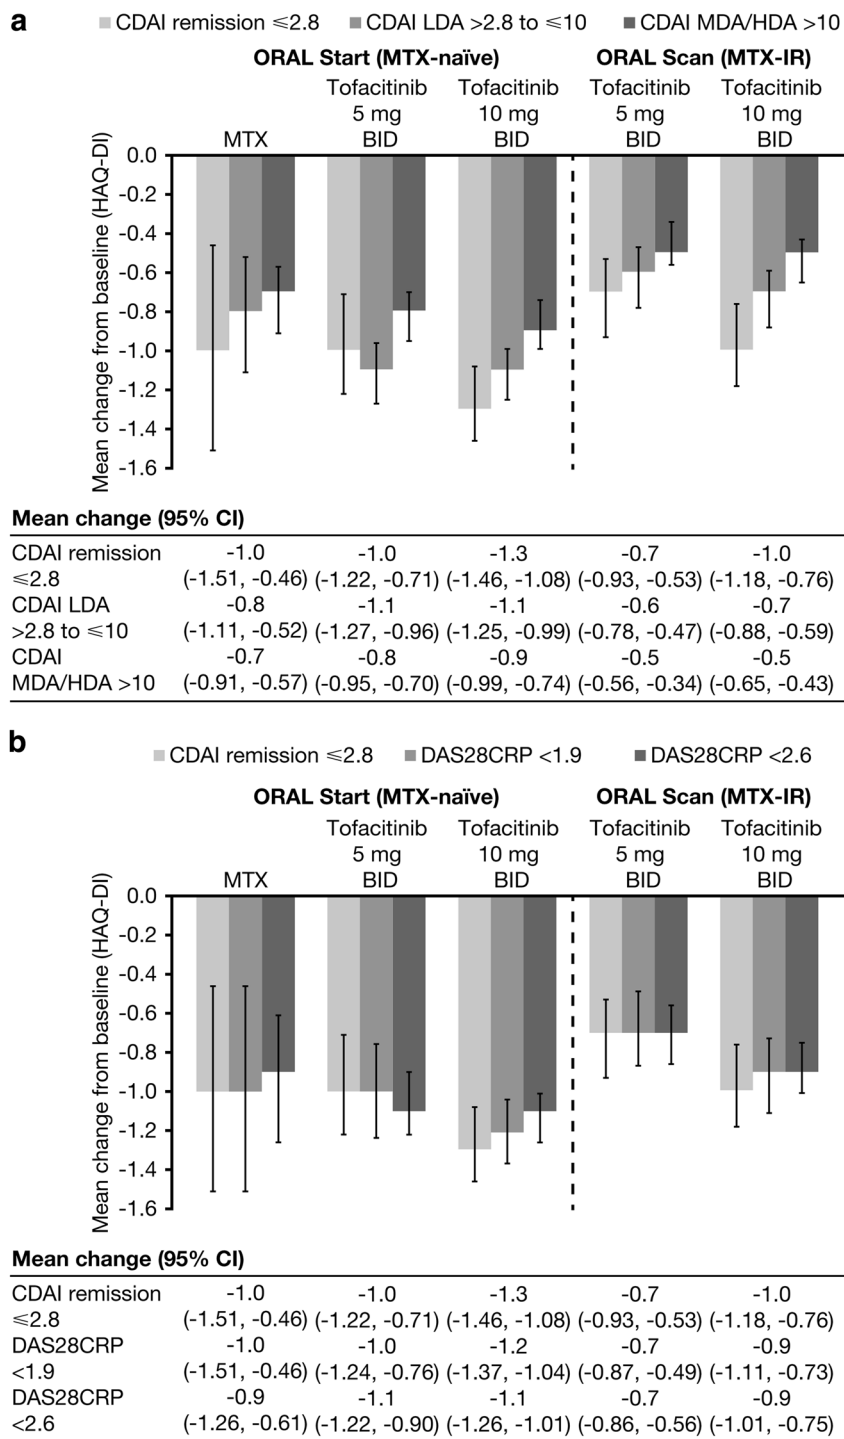 a
CDAI remission ⩽2.8 CDAI LDA >2.8 to ⩽10 CDAI MDA/HDA >10
ORAL Start (MTX-naïve) ORAL Scan (MTX-IR)
Tofacitinib Tofacitinib Tofacitinib Tofacitinib
5 mg 10 mg 5 mg 10 mg
MTX BID BID BID BID
Mean change from baseline (HAQ-DI)
0.0
-0.2
-0.4
-0.6
-0.8
-1.0
-1.2
-1.4
-1.6
Mean change (95% CI)
CDAI remission -1.0 -1.0 -1.3 -0.7 -1.0
⩽2.8 (-1.51, -0.46) (-1.22, -0.71) (-1.46, -1.08) (-0.93, -0.53) (-1.18, -0.76)
CDAI LDA -0.8 -1.1 -1.1 -0.6 -0.7
>2.8 to ⩽10 (-1.11, -0.52) (-1.27, -0.96) (-1.25, -0.99) (-0.78, -0.47) (-0.88, -0.59)
CDAI -0.7 -0.8 -0.9 -0.5 -0.5
MDA/HDA >10 (-0.91, -0.57) (-0.95, -0.70) (-0.99, -0.74) (-0.56, -0.34) (-0.65, -0.43)
b
CDAI remission ⩽2.8 DAS28CRP <1.9 DAS28CRP <2.6
ORAL Start (MTX-naïve) ORAL Scan (MTX-IR)
Tofacitinib Tofacitinib Tofacitinib Tofacitinib
5 mg 10 mg 5 mg 10 mg
MTX BID BID BID BID
Mean change from baseline (HAQ-DI)
0.0
-0.2
-0.4
-0.6
-0.8
-1.0
-1.2
-1.4
-1.6
Mean change (95% CI)
CDAI remission -1.0 -1.0 -1.3 -0.7 -1.0
⩽2.8 (-1.51, -0.46) (-1.22, -0.71) (-1.46, -1.08) (-0.93, -0.53) (-1.18, -0.76)
DAS28CRP -1.0 -1.0 -1.2 -0.7 -0.9
<1.9 (-1.51, -0.46) (-1.24, -0.76) (-1.37, -1.04) (-0.87, -0.49) (-1.11, -0.73)
DAS28CRP -0.9 -1.1 -1.1 -0.7 -0.9
<2.6 (-1.26, -0.61) (-1.22, -0.90) (-1.26, -1.01) (-0.86, -0.56) (-1.01, -0.75)